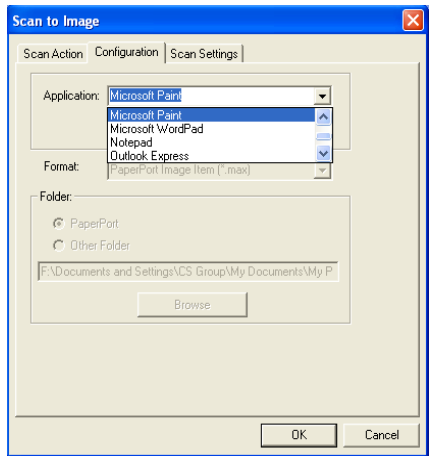 Scan to Image
Scan Action Configuration Scan Settings
Application: Microsoft Paint
Microsoft Paint
Microsoft WordPad
Notepad
Outlook Express
Format: PaperPort Image Item (*.max)
Folder:
PaperPort
Other Folder
F:\Documents and Settings\CS Group\My Documents\My P
Browse
OK Cancel